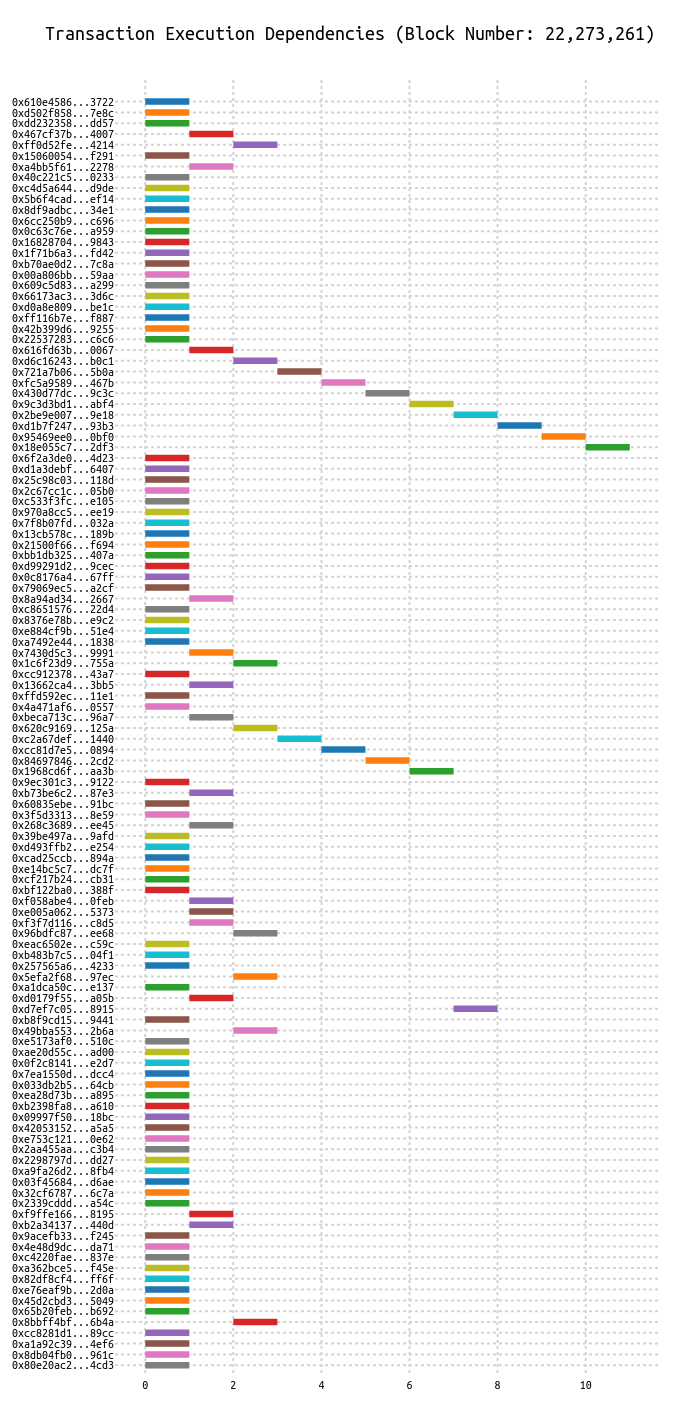 Transaction Execution Dependencies (Block Number: 22,273,261)
0x610e4586...3722
0xd502f858...7e8c
0xdd232358...dd57
0x467cf37b...4007
0xff0d52fe...4214
0x15060054...f291
0xa4bb5f61...2278
0x40c221c5...0233
0xc4d5a644...d9de
0x5b6f4cad...ef14
0x8df9adbc...34e1
0x6cc250b9...c696
0x0c63c76e...a959
0x16828704...9843
0x1f71b6a3...fd42
0xb70ae0d2...7c8a
0x00a806bb...59aa
0x609c5d83...a299
0x66173ac3...3d6c
0xd0a8e809...be1c
0xff116b7e...f887
0x42b399d6...9255
0x22537283...c6c6
0x616fd63b...0067
0xd6c16243...b0c1
0x721a7b06...5b0a
0xfc5a9589...467b
0x430d77dc...9c3c
0x9c3d3bd1...abf4
0x2be9e007...9e18
0xd1b7f247...93b3
0x95469ee0...0bf0
0x18e055c7...2df3
0x6f2a3de0...4d23
0xd1a3debf...6407
0x25c98c03...118d
0x2c67cc1c...05b0
0xc533f3fc...e105
0x970a8cc5...ee19
0x7f8b07fd...032a
0x13cb578c...189b
0x21500f66...f694
0xbb1db325...407a
0xd99291d2...9cec
0x0c8176a4...67ff
0x79069ec5...a2cf
0x8a94ad34...2667
0xc8651576...22d4
0x8376e78b...e9c2
0xe884cf9b...51e4
0xa7492e44...1838
0x7430d5c3...9991
0x1c6f23d9...755a
0xcc912378...43a7
0x13662ca4...3bb5
0xffd592ec...11e1
0x4a471af6...0557
0xbeca713c...96a7
0x620c9169...125a
0xc2a67def...1440
0xcc81d7e5...0894
0x84697846...2cd2
0x1968cd6f...aa3b
0x9ec301c3...9122
0xb73be6c2...87e3
0x60835ebe...91bc
0x3f5d3313...8e59
0x268c3689...ee45
0x39be497a...9afd
0xd493ffb2...e254
0xcad25ccb...894a
0xe14bc5c7...dc7f
0xcf217b24...cb31
0xbf122ba0...388f
0xf058abe4...0feb
0xe005a062...5373
0xf3f7d116...c8d5
0x96bdfc87...ee68
0xeac6502e...c59c
0xb483b7c5...04f1
0x257565a6...4233
0x5efa2f68...97ec
0xa1dca50c...e137
0xd0179f55...a05b
0xd7ef7c05...8915
0xb8f9cd15...9441
0x49bba553...2b6a
0xe5173af0...510c
0xae20d55c...ad00
0x0f2c8141...e2d7
0x7ea1550d...dcc4
0x033db2b5...64cb
0xea28d73b...a895
0xb2398fa8...a610
0x09997f50...18bc
0x42053152...a5a5
0xe753c121...0e62
0x2aa455aa...c3b4
0x2298797d...dd27
0xa9fa26d2...8fb4
0x03f45684...d6ae
0x32cf6787...6c7a
0x2339cddd...a54c
0xf9ffe166...8195
0xb2a34137...440d
0x9acefb33...f245
0x4e48d9dc...da71
0xc4220fae...837e
0xa362bce5...f45e
0x82df8cf4...ff6f
0xe76eaf9b...2d0a
0x45d2cbd3...5049
0x65b20feb...b692
0x8bbff4bf...6b4a
0xcc8281d1...89cc
0xa1a92c39...4ef6
0x8db04fb0...961c
0x80e20ac2...4cd3
0 2 4 6 8 10